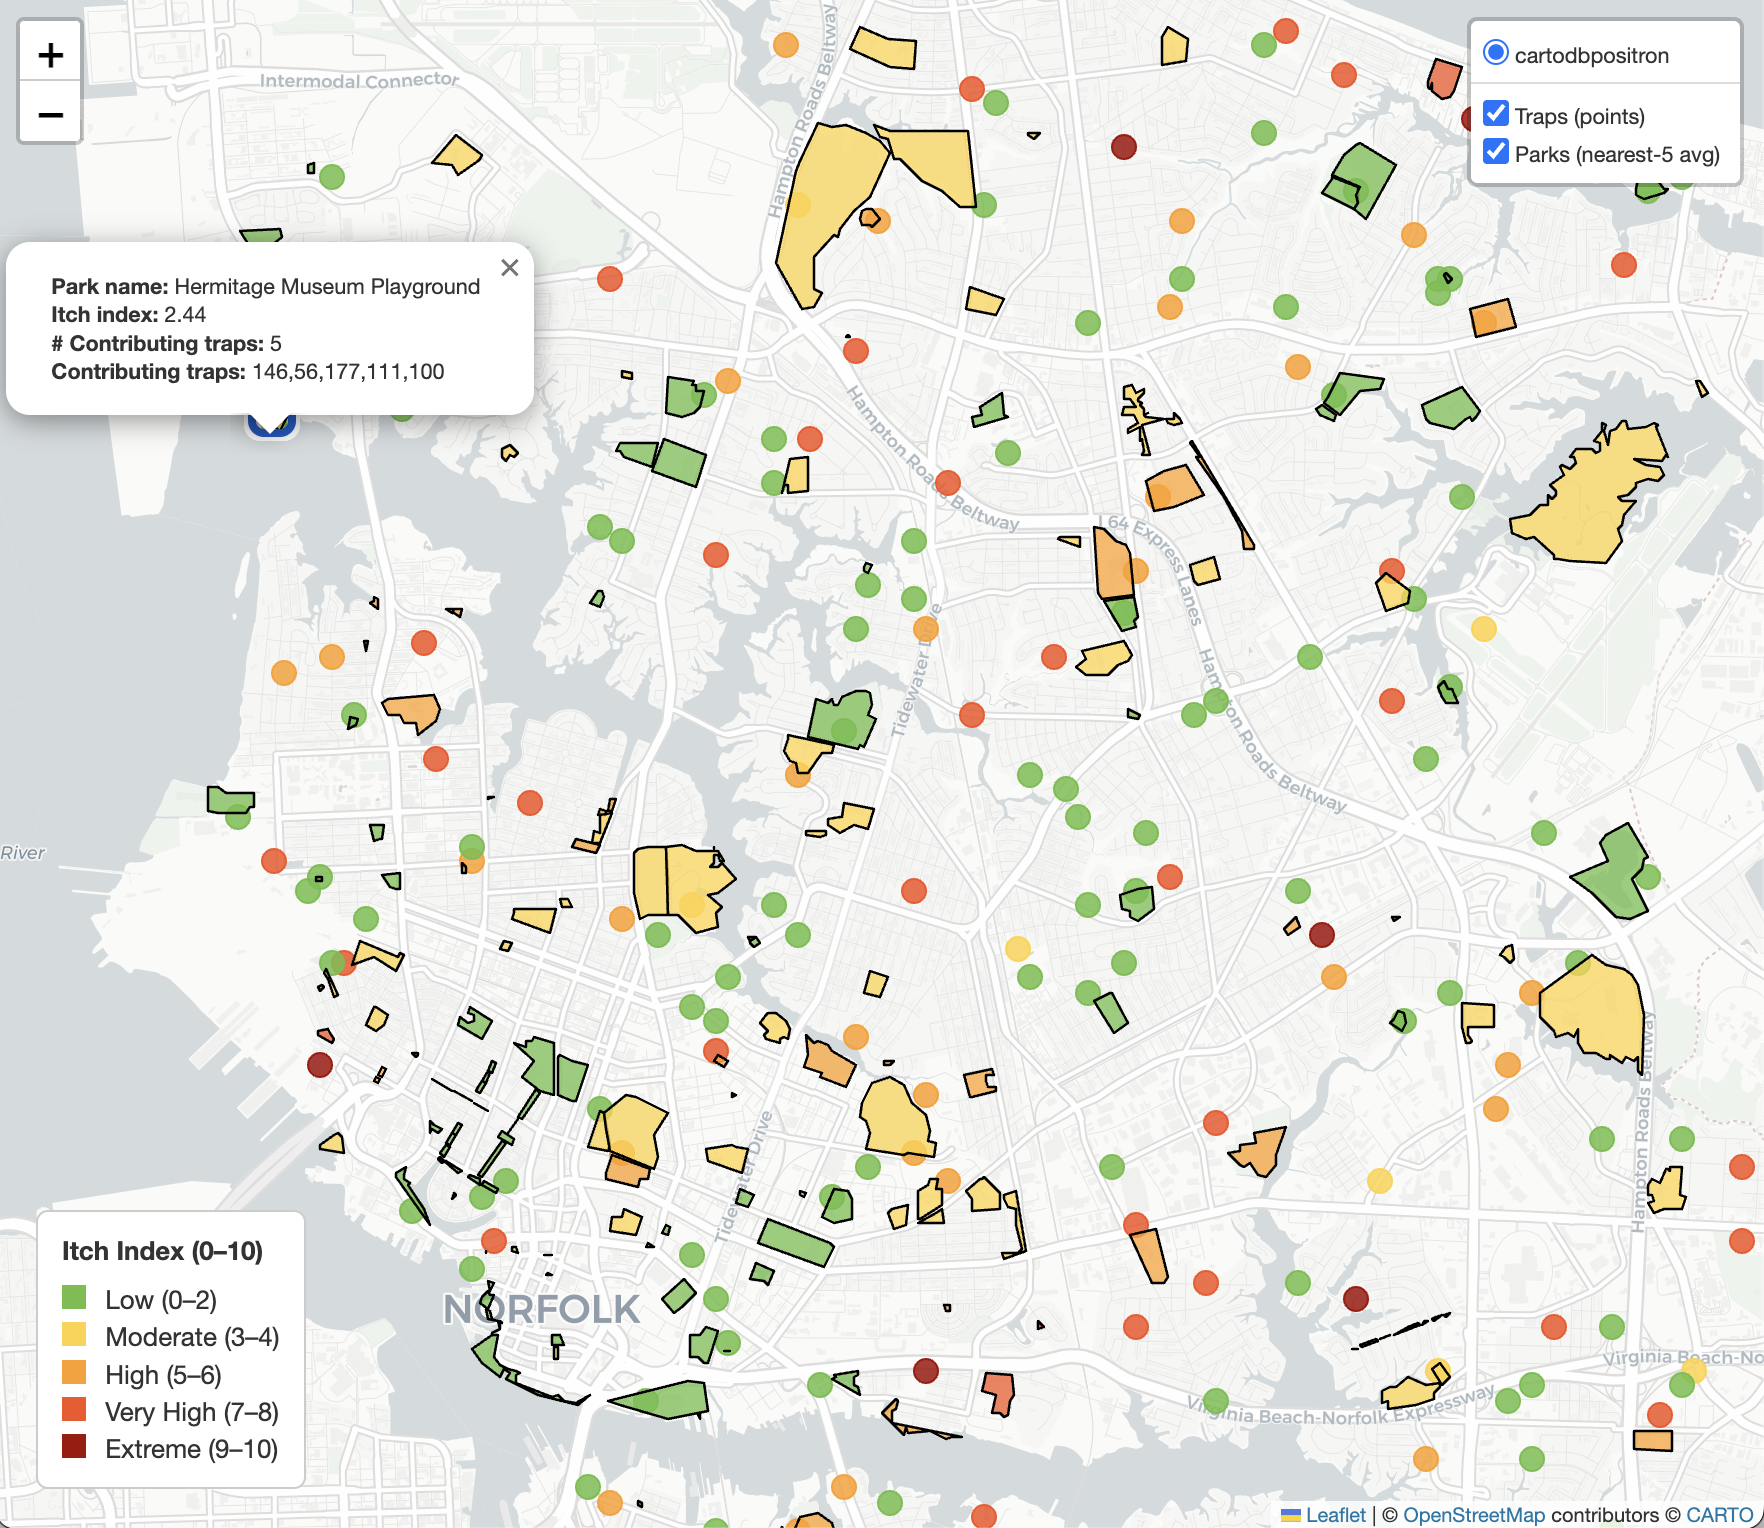 +
−
Intermodal Connector
Hampton Roads Beltway
cartodbpositron
Traps (points)
Parks (nearest-5 avg)
×
Park name: Hermitage Museum Playground
Itch index: 2.44
# Contributing traps: 5
Contributing traps: 146,56,177,111,100
Hampton Roads Beltway
I 64 Express Lanes
Tidewater Drive
Hampton Roads Beltway
River
Hampton Roads Beltway
Tidewater Drive
NORFOLK
Virginia Beach-No
Virginia Beach-Norfolk Expressway
Itch Index (0–10)
Low (0–2)
Moderate (3–4)
High (5–6)
Very High (7–8)
Extreme (9–10)
Leaflet | © OpenStreetMap contributors © CARTO